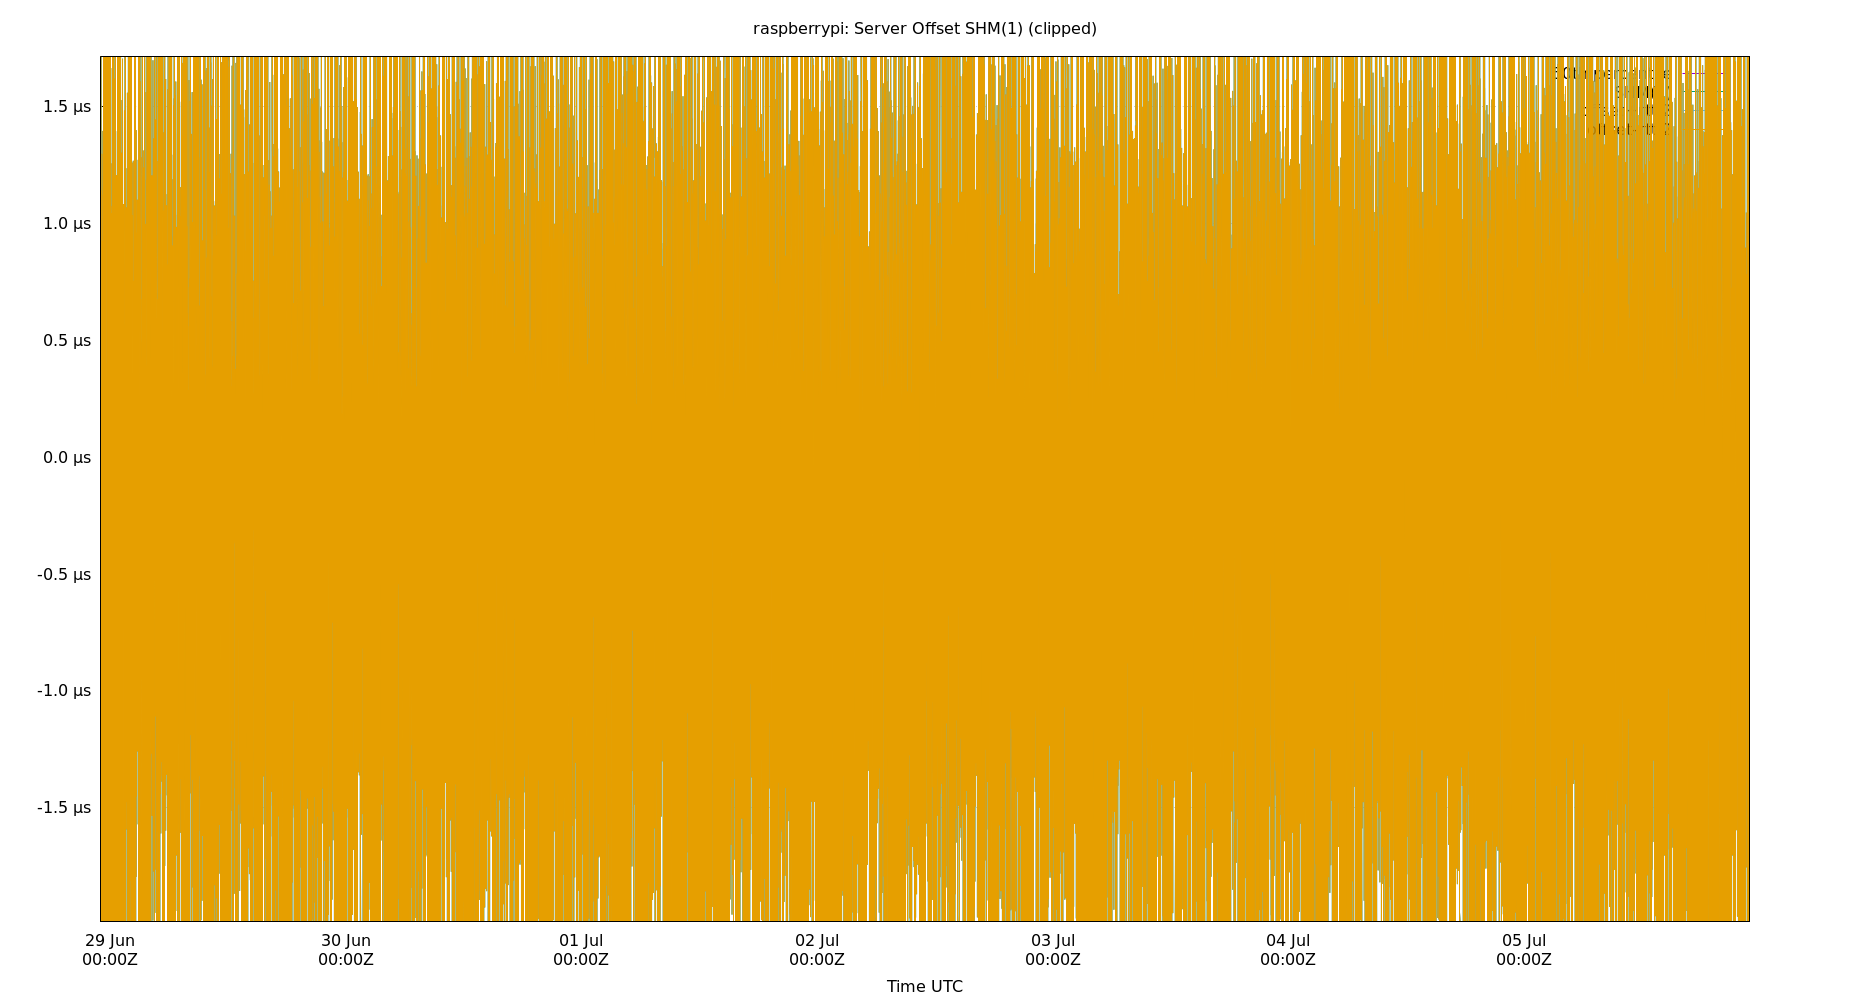 raspberrypi: Server Offset SHM(1) (clipped)
1.5 µs
1.0 µs
0.5 µs
0.0 µs
-0.5 µs
-1.0 µs
-1.5 µs
29 Jun 30 Jun 01 Jul 02 Jul 03 Jul 04 Jul 05 Jul
00:00Z 00:00Z 00:00Z 00:00Z 00:00Z 00:00Z 00:00Z
Time UTC